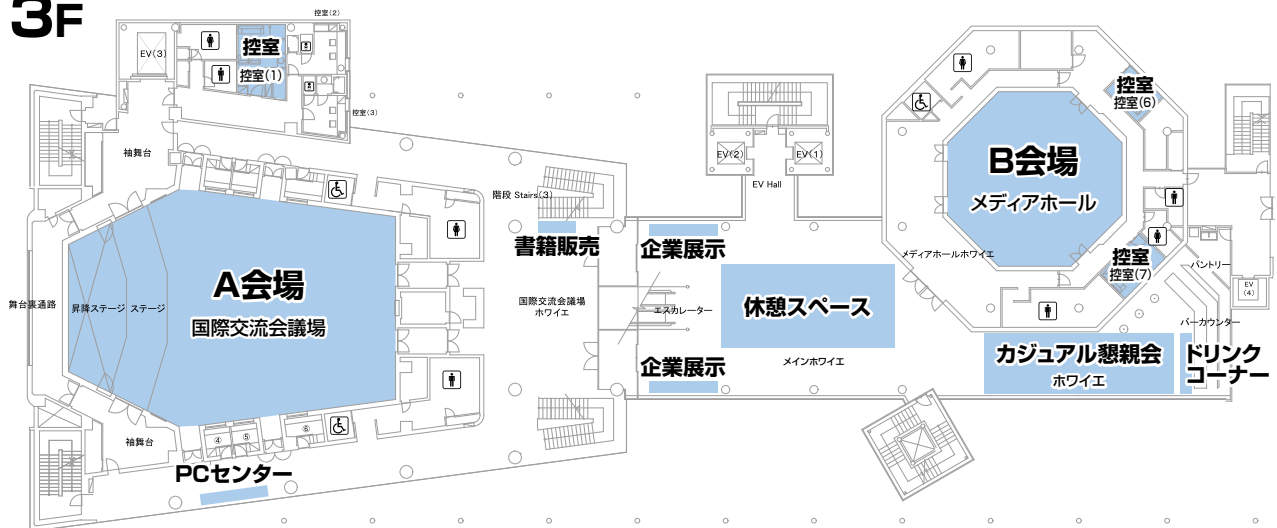 3F
控室(2)
EV(3)
控室
控室(1)
控室(3)
袖舞台
階段 Stairs(3)
書籍販売
A会場
国際交流会議場
舞台裏通路
昇降ステージ
ステージ
国際交流会議場
ホワイエ
袖舞台
④
⑤
⑥
PCセンター
EV(2)
EV(1)
EV Hall
企業展示
エスカレーター
休憩スペース
企業展示
メインホワイエ
控室
控室(6)
B会場
メディアホール
メディアホールホワイエ
控室
控室(7)
パントリー
EV
(4)
バーカウンター
カジュアル懇親会
ホワイエ
ドリンク
コーナー